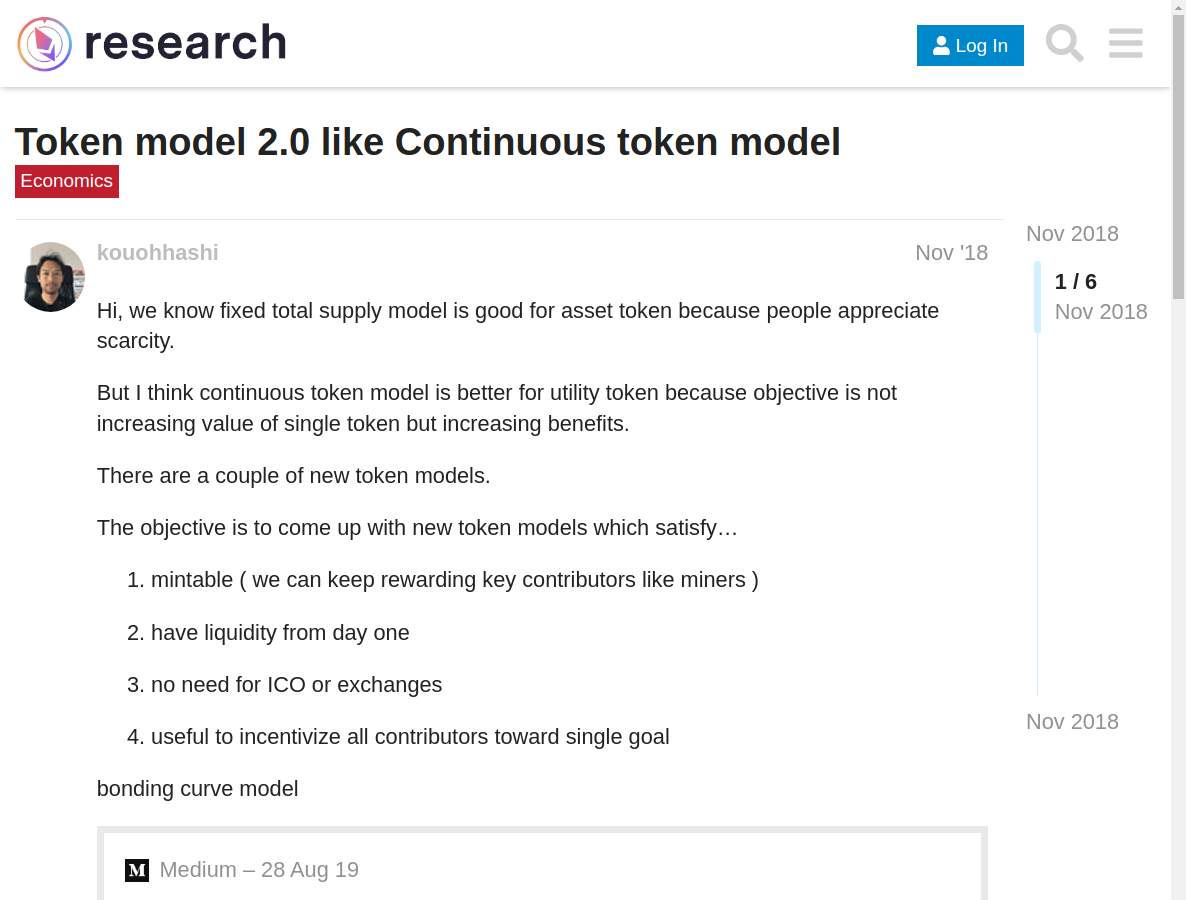 research
Log In
Token model 2.0 like Continuous token model
Economics
kouohhashi
Nov '18
Hi, we know fixed total supply model is good for asset token because people appreciate
scarcity.
But I think continuous token model is better for utility token because objective is not
increasing value of single token but increasing benefits.
There are a couple of new token models.
The objective is to come up with new token models which satisfy…
1. mintable ( we can keep rewarding key contributors like miners )
2. have liquidity from day one
3. no need for ICO or exchanges
4. useful to incentivize all contributors toward single goal
bonding curve model
M Medium – 28 Aug 19
Nov 2018
1 / 6
Nov 2018
Nov 2018